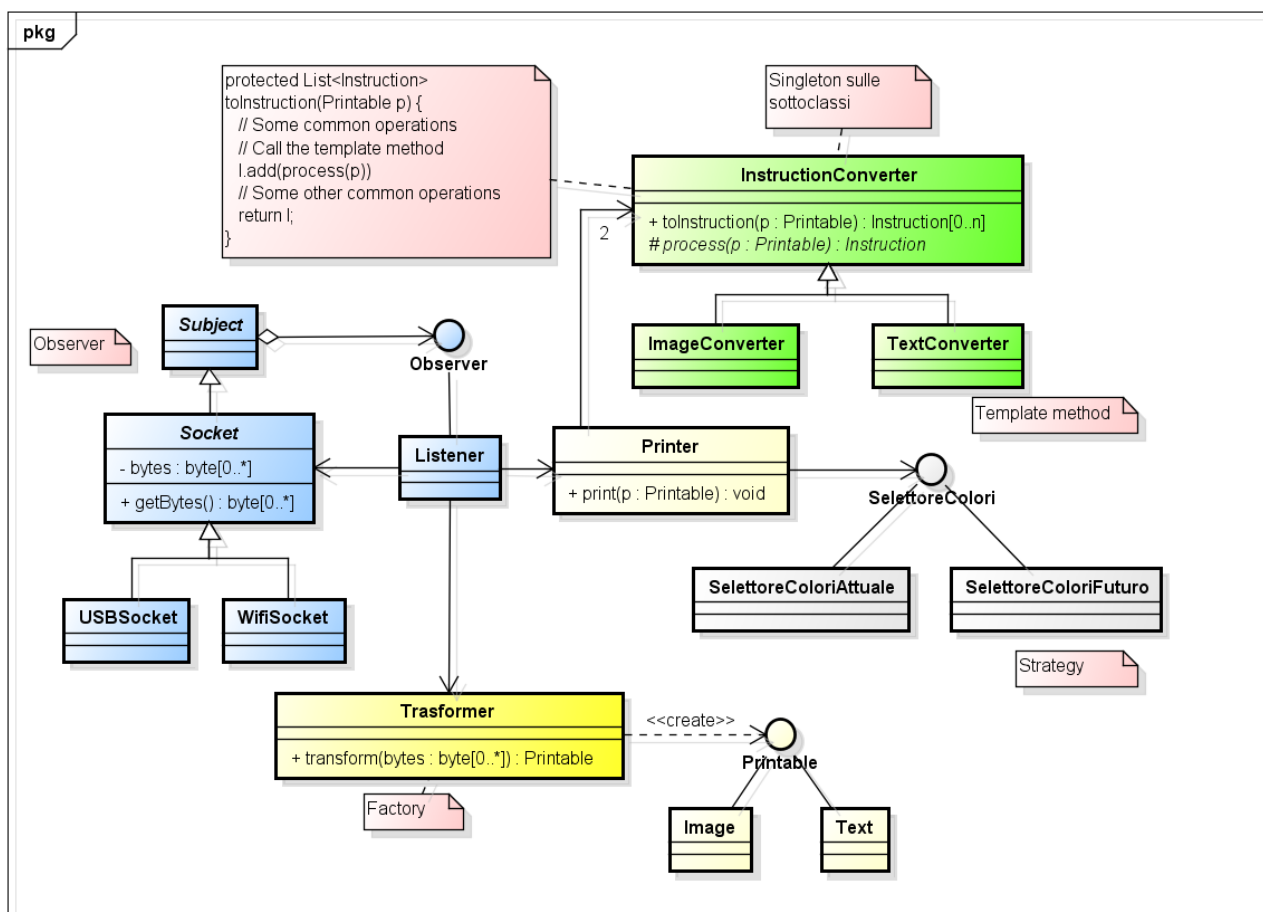 pkg
protected List<Instruction>
toInstruction(Printable p) {
// Some common operations
// Call the template method
l.add(process(p))
// Some other common operations
return l;
}
Singleton sulle
sottoclassi
InstructionConverter
+ toInstruction(p : Printable) : Instruction[0..n]
# process(p : Printable) : Instruction
2
ImageConverter
TextConverter
Template method
Observer
Subject
Observer
Socket
- bytes : byte[0..*]
+ getBytes() : byte[0..*]
Listener
Printer
+ print(p : Printable) : void
SelettoreColori
USBSocket
WifiSocket
SelettoreColoriAttuale
SelettoreColoriFuturo
Strategy
Trasformer
+ transform(bytes : byte[0..*]) : Printable
<<create>>
Printable
Factory
Image
Text